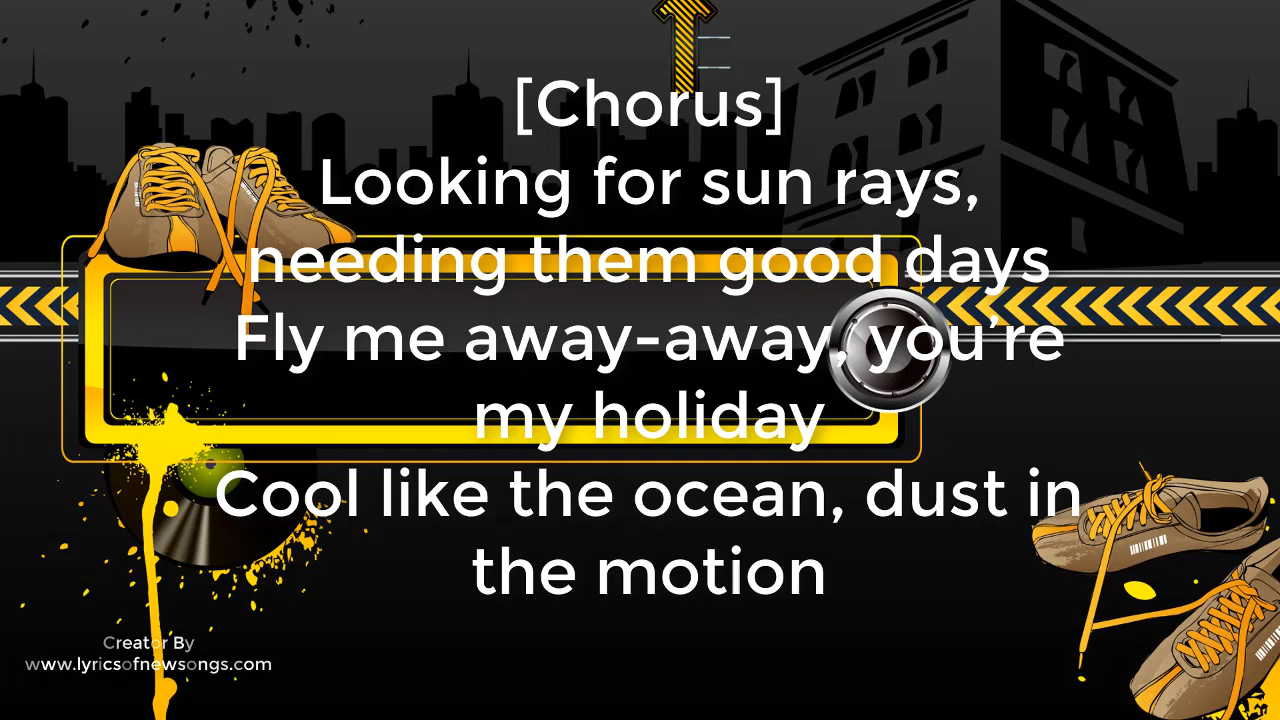 [Chorus]
Looking for sun rays,
needing them good days
Fly me away-away, you're
my holiday
Cool like the ocean, dust in
the motion
Creator By
www.lyricsofnewsongs.com